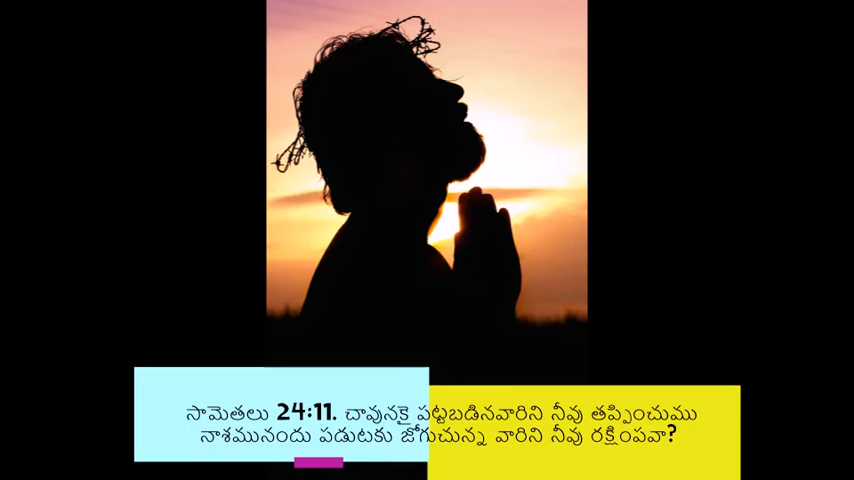 సామెతలు 24:11. చావునకై పట్టబడినవారిని నీవు తప్పించుము
నాశమునందు పడుటకు జోగుచున్న వారిని నీవు రక్షింపవా?